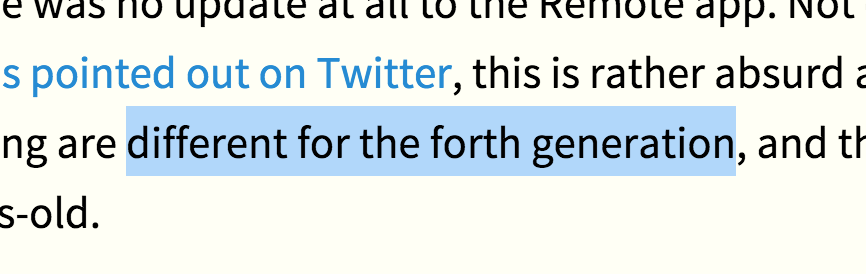 e was no update at all to the Remote app. Not
s pointed out on Twitter, this is rather absurd a
ng are different for the forth generation, and th
s-old.